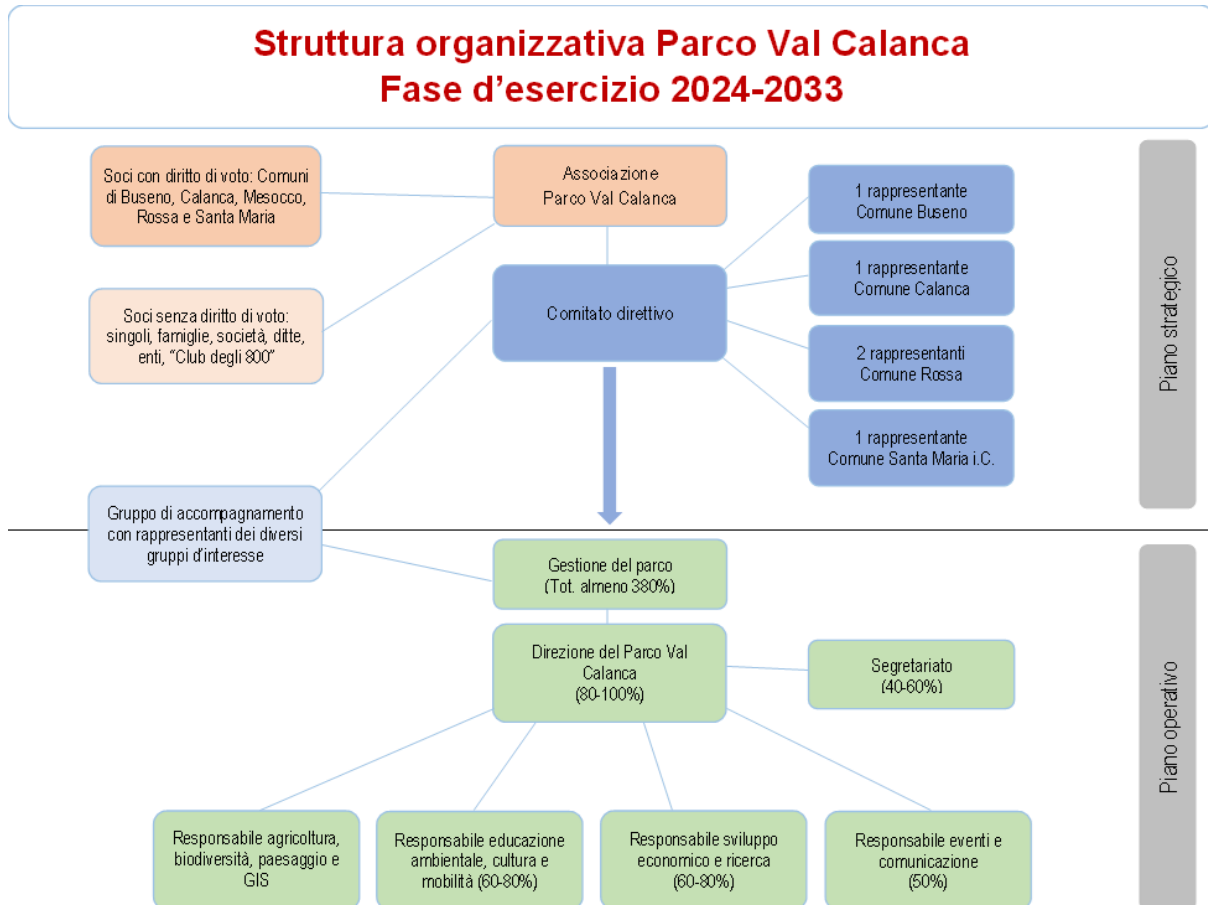 Struttura organizzativa Parco Val Calanca
Fase d'esercizio 2024-2033
Soci con diritto di voto: Comuni
di Buseno, Calanca, Mesocco,
Rossa e Santa Maria
Associazione
Parco Val Calanca
1 rappresentante
Comune Buseno
1 rappresentante
Comune Calanca
Soci senza diritto di voto:
singoli, famiglie, società, ditte,
enti, “Club degli 800”
Comitato direttivo
2 rappresentanti
Comune Rossa
1 rappresentante
Comune Santa Maria i.C.
Piano strategico
Gruppo di accompagnamento
con rappresentanti dei diversi
gruppi d'interesse
Gestione del parco
(Tot. almeno 380%)
Direzione del Parco Val
Calanca
(80-100%)
Segretariato
(40-60%)
Piano operativo
Responsabile agricoltura,
biodiversità, paesaggio e
GIS
Responsabile educazione
ambientale, cultura e
mobilità (60-80%)
Responsabile sviluppo
economico e ricerca
(60-80%)
Responsabile eventi e
comunicazione
(50%)